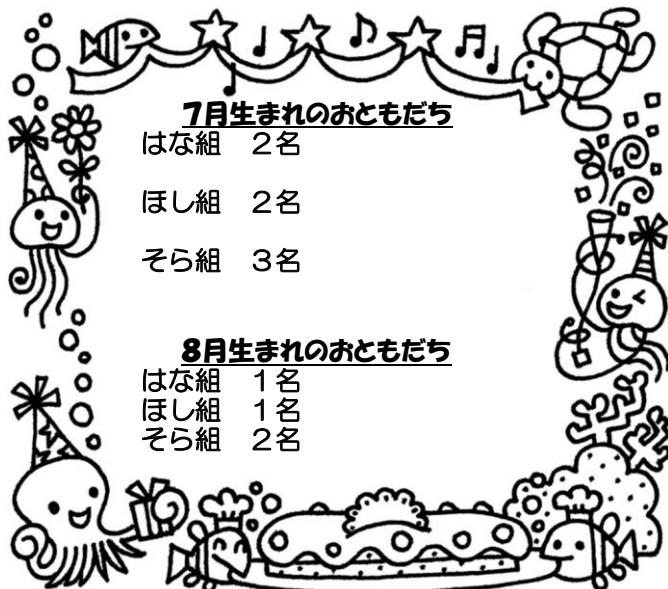 7月生まれのおともだち
はな組　２名
ほし組　２名
そら組　３名
8月生まれのおともだち
はな組　１名
ほし組　１名
そら組　２名